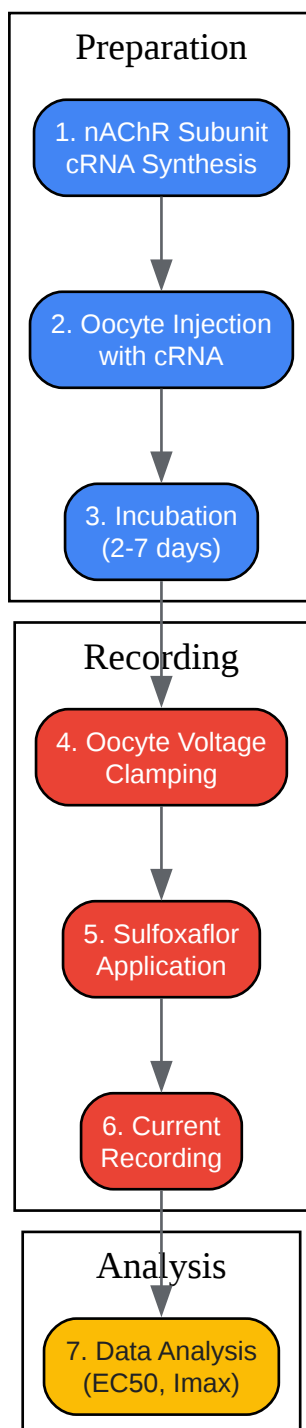 Preparation
1. nAChR Subunit
cRNA Synthesis
2. Oocyte Injection
with cRNA
3. Incubation
(2-7 days)
Recording
4. Oocyte Voltage
Clamping
5. Sulfoxaflor
Application
6. Current
Recording
Analysis
7. Data Analysis
(EC50, Imax)